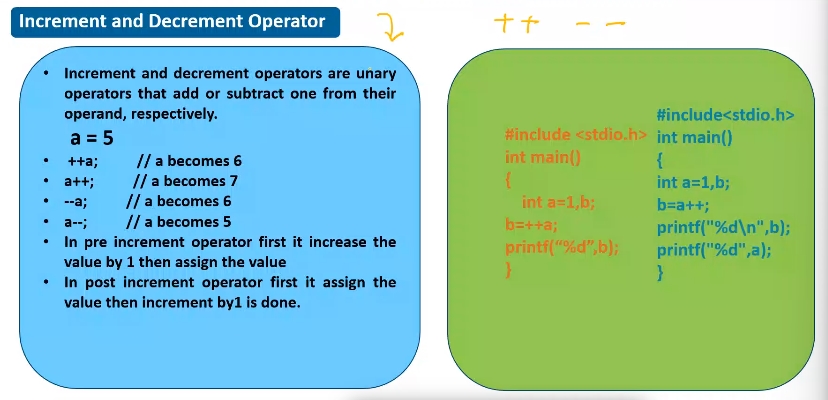 Increment and Decrement Operator
++ --
• Increment and decrement operators are unary
operators that add or subtract one from their
operand, respectively.
a = 5
• ++a; // a becomes 6
• a++; // a becomes 7
• --a; // a becomes 6
• a--; // a becomes 5
• In pre increment operator first it increase the
value by 1 then assign the value
• In post increment operator first it assign the
value then increment by1 is done.
#include <stdio.h>
int main()
{
int a=1,b;
b=++a;
printf(“%d”,b);
}
#include<stdio.h>
int main()
{
int a=1,b;
b=a++;
printf("%d\n",b);
printf("%d",a);
}